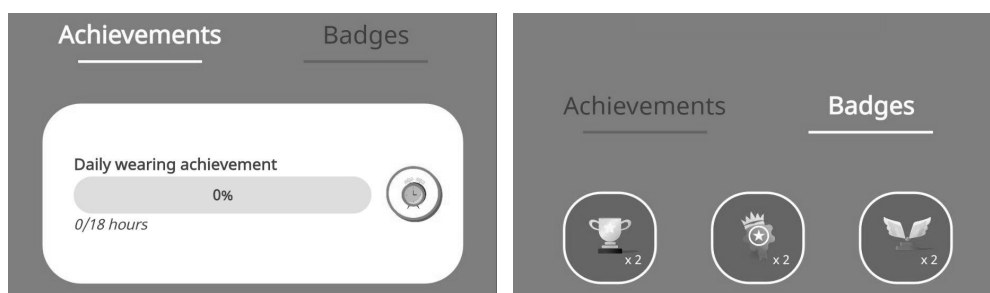 Achievements Badges
Daily wearing achievement
0%
0/18 hours
Achievements Badges
x 2 x 2 x 2